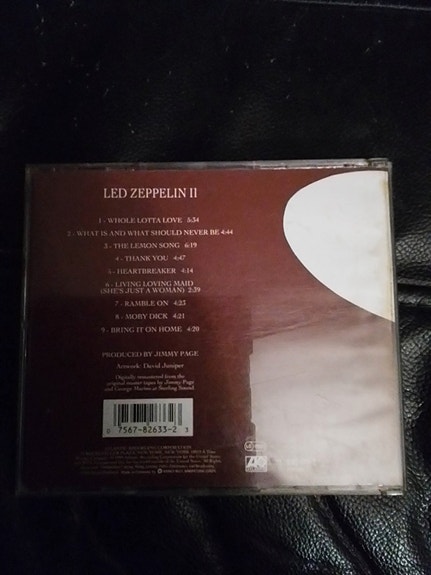 LED ZEPPELIN II
1 - WHOLE LOTTA LOVE 5:34
2 - WHAT IS AND WHAT SHOULD NEVER BE 4:44
3 - THE LEMON SONG 6:19
4 - THANK YOU 4:47
5 - HEARTBREAKER 4:14
6 - LIVING LOVING MAID
(SHE'S JUST A WOMAN) 2:39
7 - RAMBLE ON 4:23
8 - MOBY DICK 4:21
9 - BRING IT ON HOME 4:20
PRODUCED BY JIMMY PAGE
Artwork: David Juniper
Digitally remastered from the
original master tapes by Jimmy Page
and George Marino at Sterling Sound
0 7567-82633-2 3